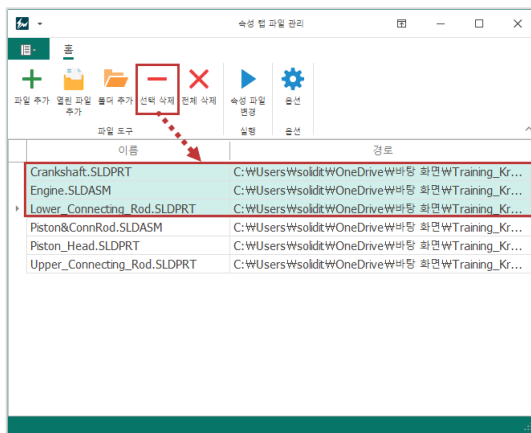 속성 탭 파일 관리
홈
파일 추가
열린 파일 추가
폴더 추가
선택 삭제
전체 삭제
속성 파일 변경
옵션
파일 도구
실행
옵션
이름 경로
Crankshaft.SLDPRT C:₩Users₩solidit₩OneDrive₩바탕 화면₩Training_Kr...
Engine.SLDASM C:₩Users₩solidit₩OneDrive₩바탕 화면₩Training_Kr...
Lower_Connecting_Rod.SLDPRT C:₩Users₩solidit₩OneDrive₩바탕 화면₩Training_Kr...
Piston&ConnRod.SLDASM C:₩Users₩solidit₩OneDrive₩바탕 화면₩Training_Kr...
Piston_Head.SLDPRT C:₩Users₩solidit₩OneDrive₩바탕 화면₩Training_Kr...
Upper_Connecting_Rod.SLDPRT C:₩Users₩solidit₩OneDrive₩바탕 화면₩Training_Kr...